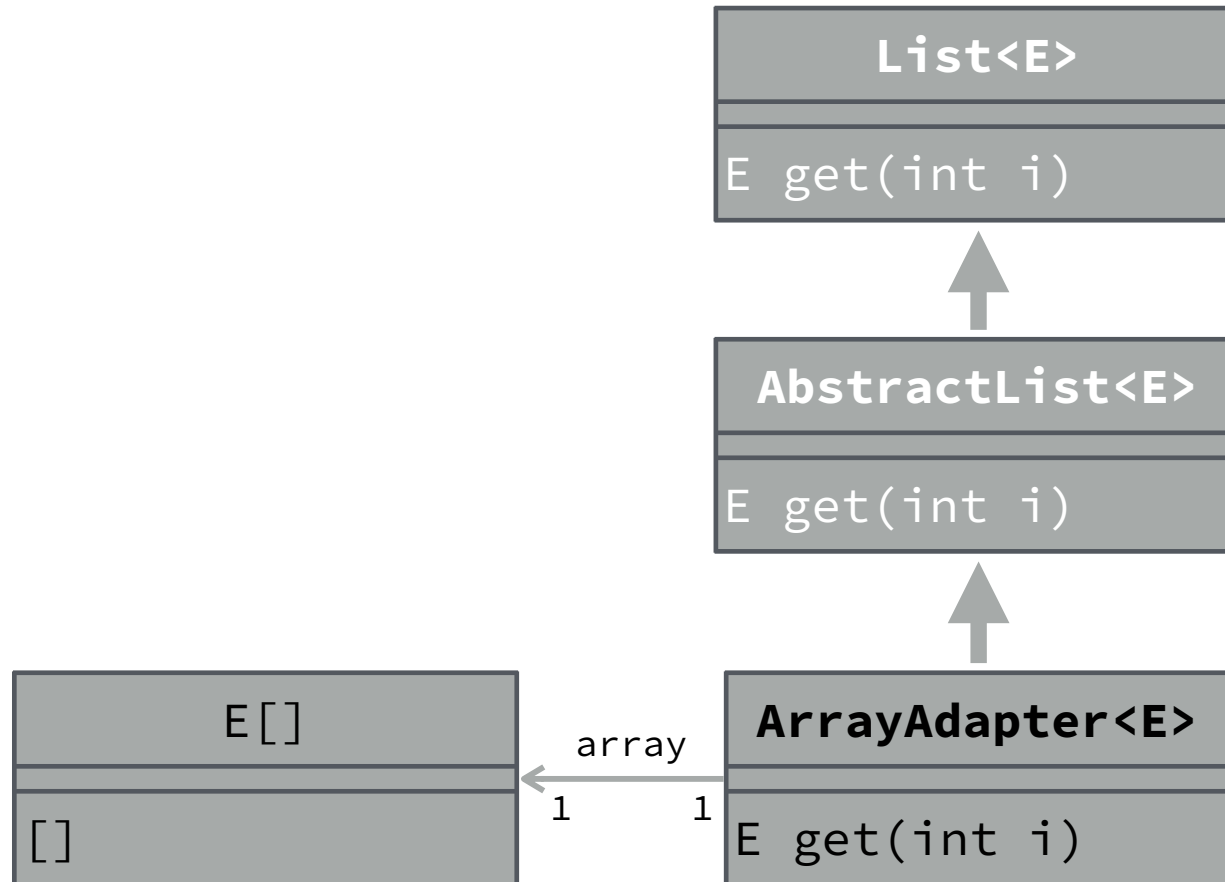 List<E>
E get(int i)
AbstractList<E>
E get(int i)
E[]
[]
array
1 1
ArrayAdapter<E>
E get(int i)